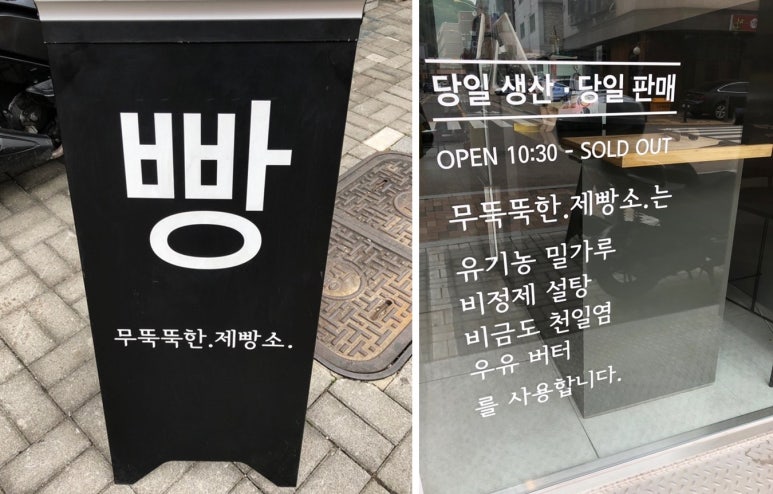 빵
무뚝뚝한.제빵소.
당일 생산·당일 판매
OPEN 10:30 - SOLD OUT
무뚝뚝한.제빵소.는
유기농 밀가루
비정제 설탕
비금도 천일염
우유 버터
를 사용합니다.